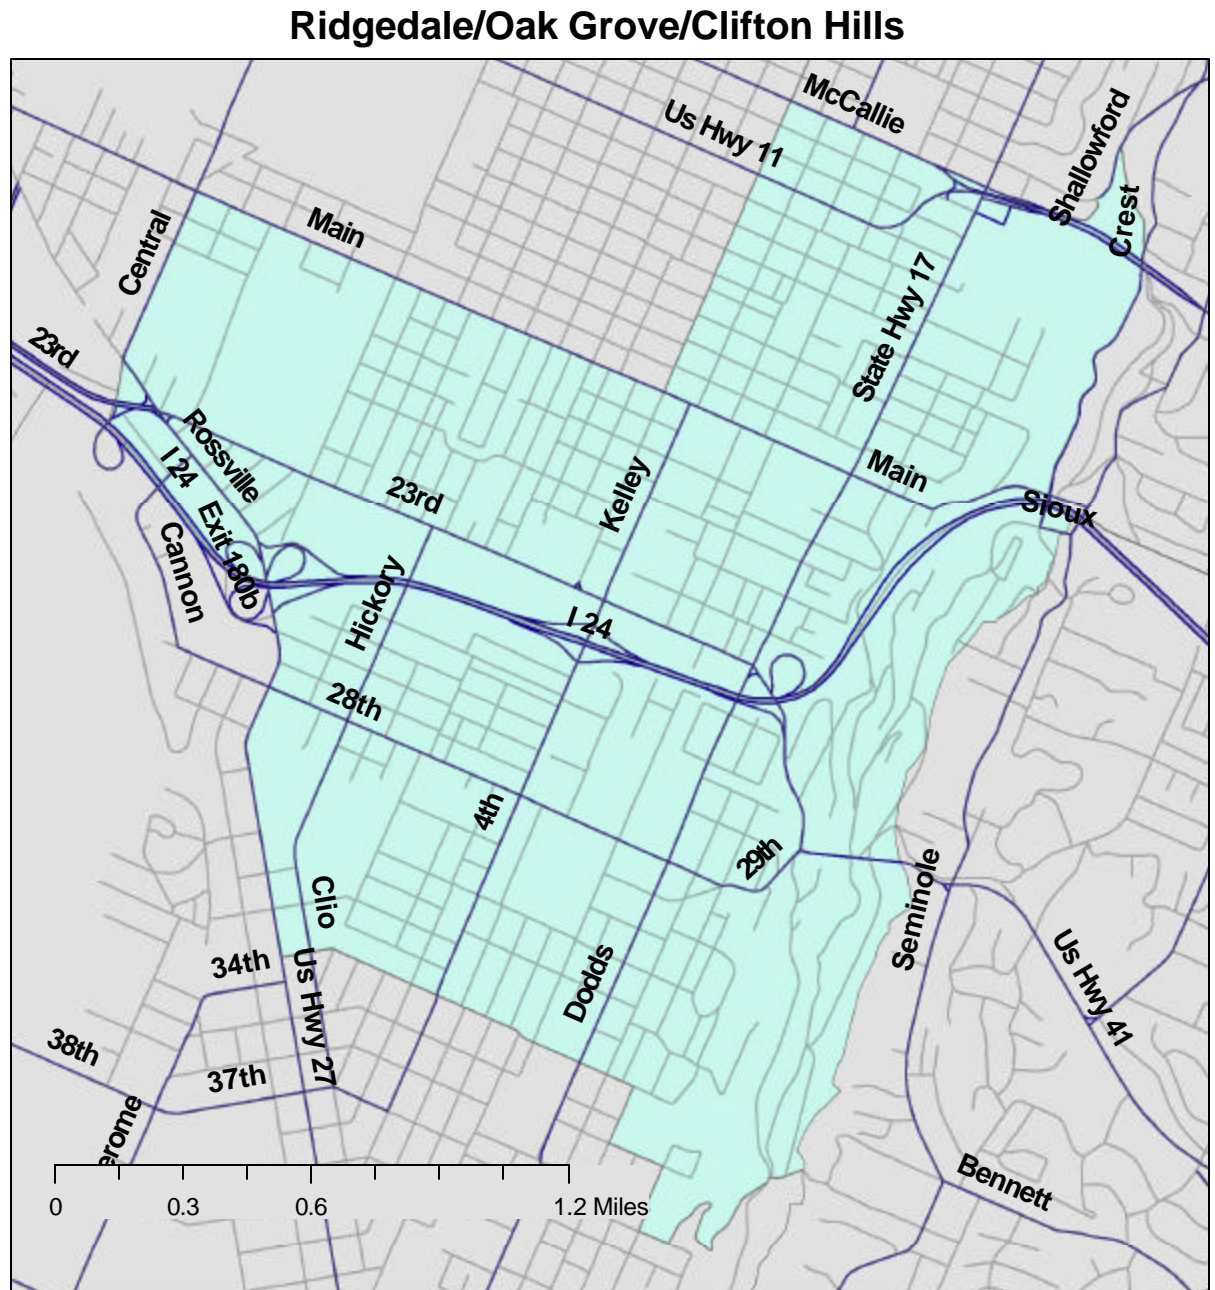 Ridgedale/Oak Grove/Clifton Hills
McCallie
Us Hwy 11
Shallowford
Crest
Main
Central
State Hwy 17
23rd
Rossville
I 24
Exit 180b
Cannon
23rd
Kelley
Main
Sioux
Hickory
I 24
28th
4th
29th
Clio
Seminole
Dodds
34th
Us Hwy 27
Us Hwy 41
38th
37th
erome
Bennett
0 0.3 0.6 1.2 Miles